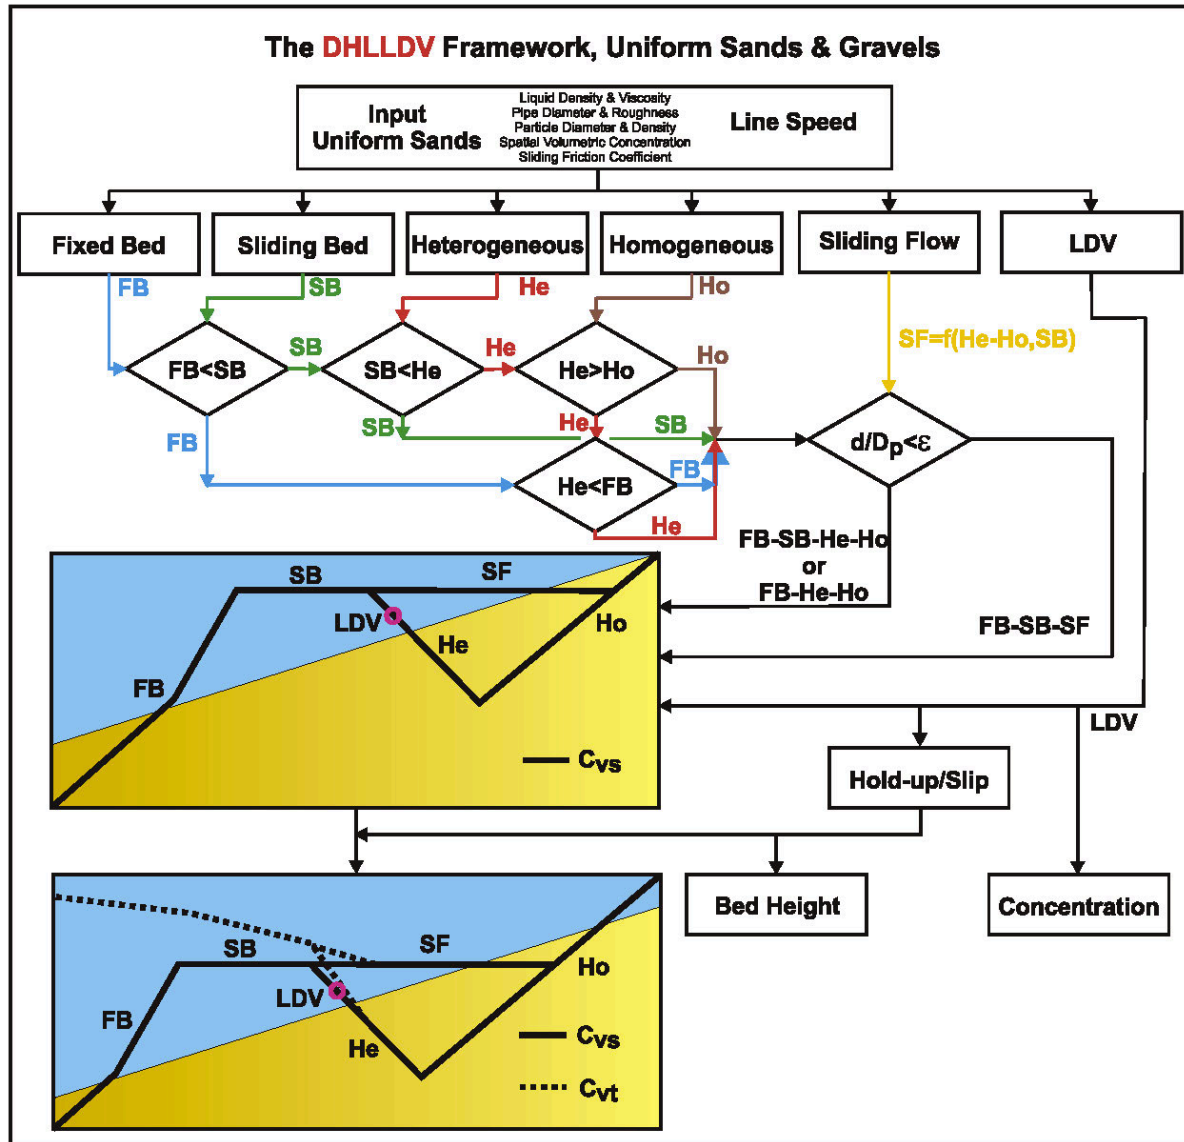 The DHLLDV Framework, Uniform Sands & Gravels
Input
Uniform Sands
Liquid Density & Viscosity
Pipe Diameter & Roughness
Particle Diameter & Density
Spatial Volumetric Concentration
Sliding Friction Coefficient
Line Speed
Fixed Bed
Sliding Bed
Heterogeneous
Homogeneous
Sliding Flow
LDV
FB
SB
He
Ho
SF=f(He-Ho,SB)
FB<SB
SB
SB<He
He
He>Ho
Ho
d/Dp<ε
FB
SB
He
SB
He<FB
FB
He
FB-SB-He-Ho
or
FB-He-Ho
FB-SB-SF
LDV
SB
SF
LDV
He
Ho
FB
Cvs
Hold-up/Slip
Bed Height
Concentration
SB
SF
Ho
LDV
FB
He
Cvs
Cvt